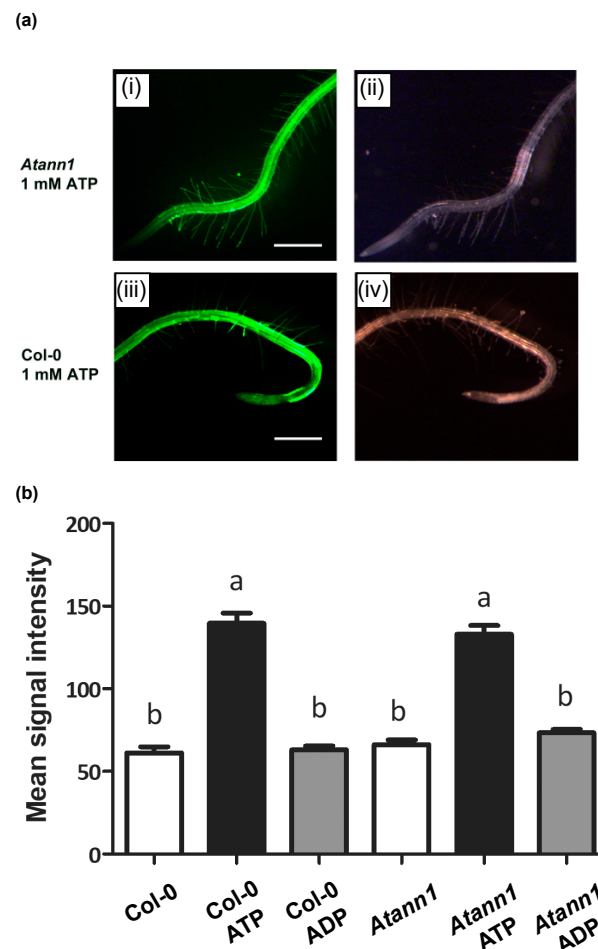 (a)
(i)
(ii)
Atann1
1 mM ATP
(iii)
(iv)
Col-0
1 mM ATP
(b)
Mean signal intensity
200
150
100
50
0
b
a
b
b
a
b
Col-0
Col-0
ATP
Col-0
ADP
Atann1
Atann1
ATP
Atann1
ADP